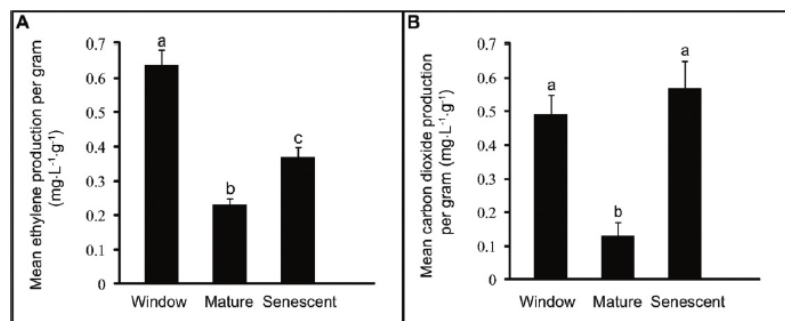 A
Mean ethylene production per gram
(mg·L⁻¹·g⁻¹)
0.7
0.6
0.5
0.4
0.3
0.2
0.1
0
a
b
c
Window Mature Senescent
B
Mean carbon dioxide production
per gram (mg·L⁻¹·g⁻¹)
0.7
0.6
0.5
0.4
0.3
0.2
0.1
0
a
b
a
Window Mature Senescent